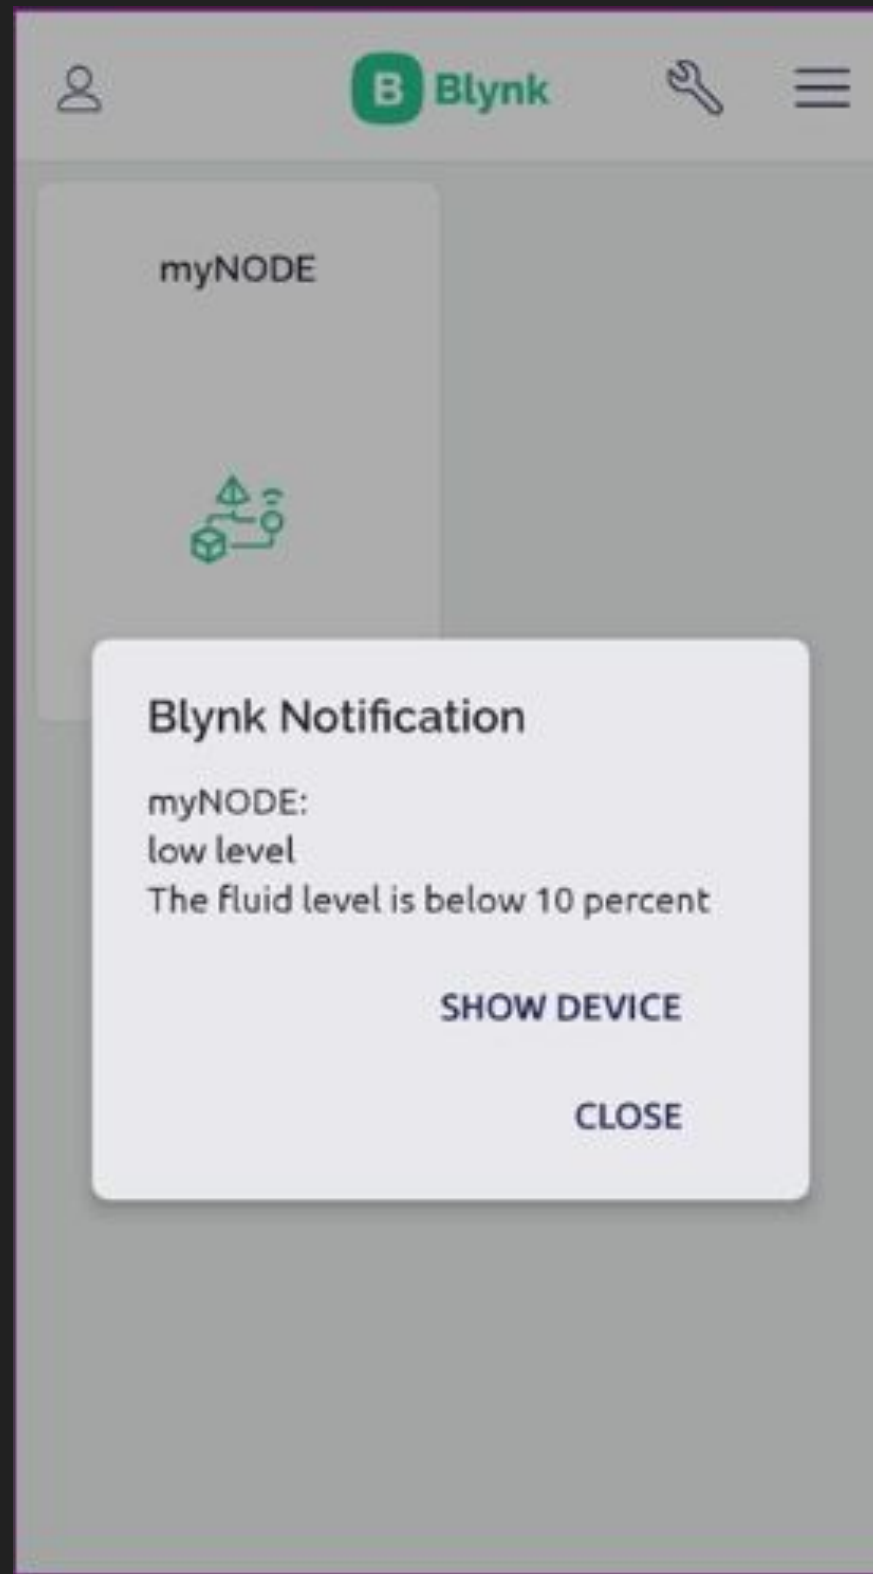 B Blynk
myNODE
Blynk Notification
myNODE:
low level
The fluid level is below 10 percent
SHOW DEVICE
CLOSE